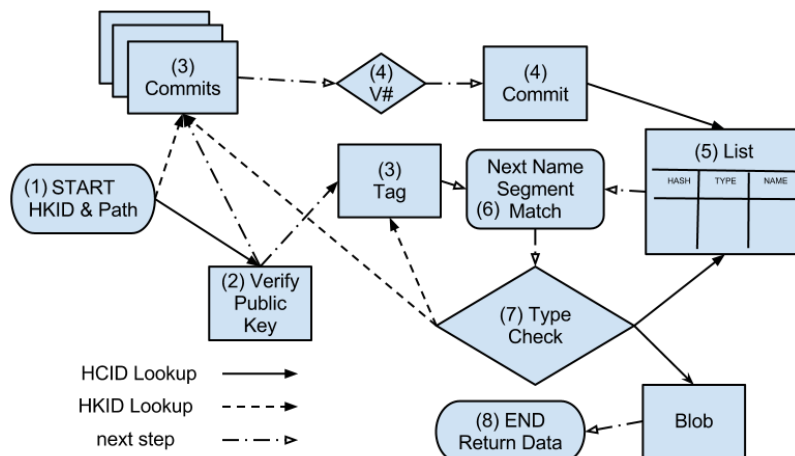 (3)
Commits
(4)
V#
(4)
Commit
(5) List
HASH TYPE NAME
(1) START
HKID & Path
(3)
Tag
Next Name
Segment
(6) Match
(2) Verify
Public
Key
(7) Type
Check
HCID Lookup
HKID Lookup
next step
(8) END
Return Data
Blob